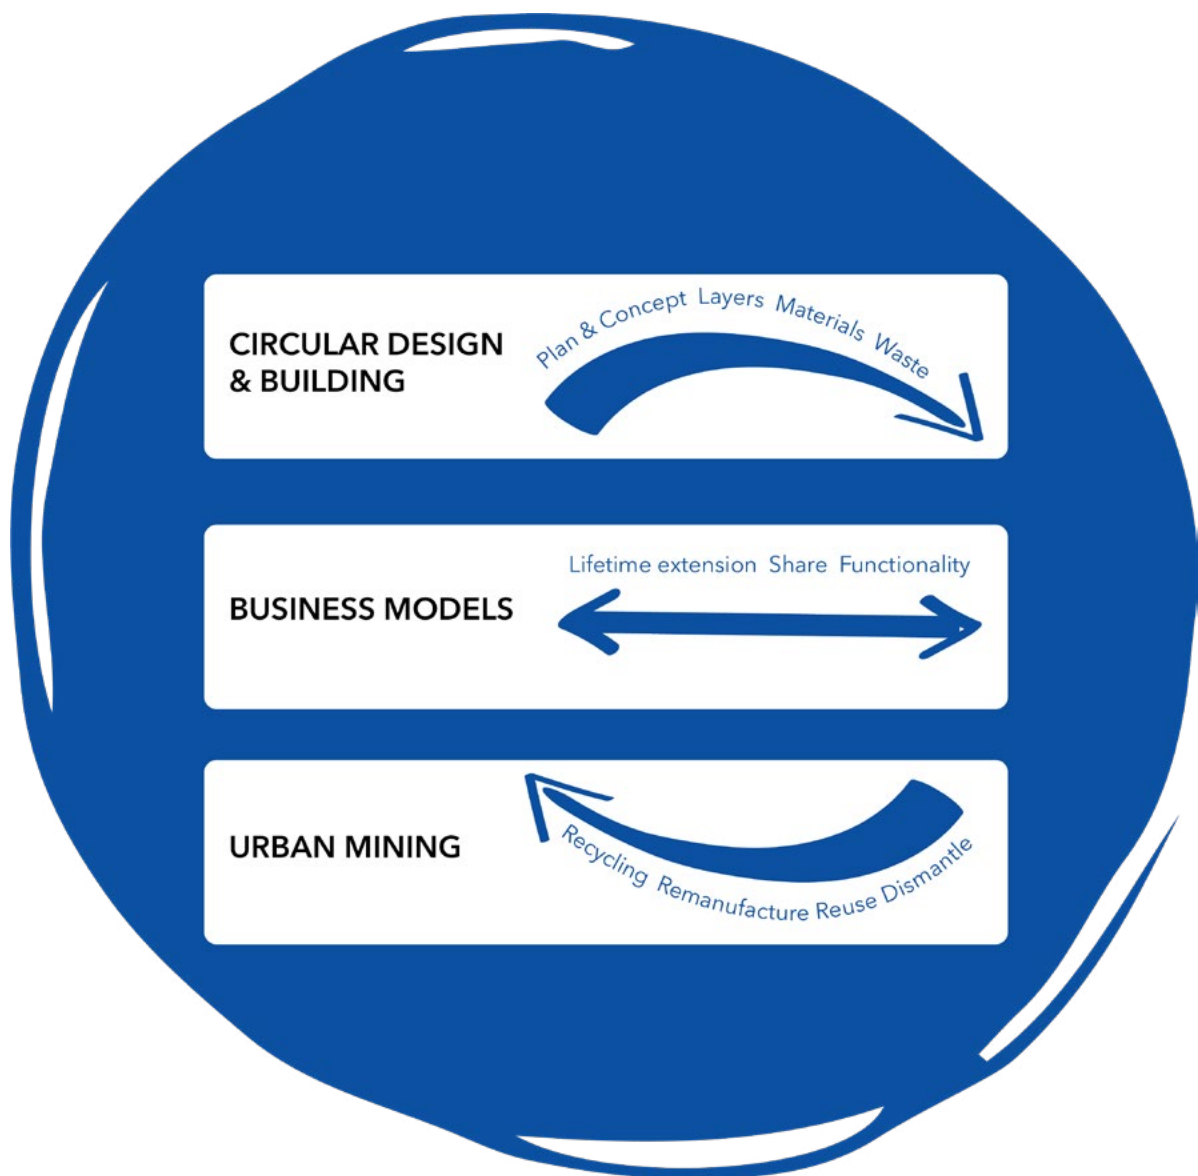 CIRCULAR DESIGN
& BUILDING
Plan & Concept Layers Materials Waste
BUSINESS MODELS
Lifetime extension Share Functionality
URBAN MINING
Recycling Remanufacture Reuse Dismantle